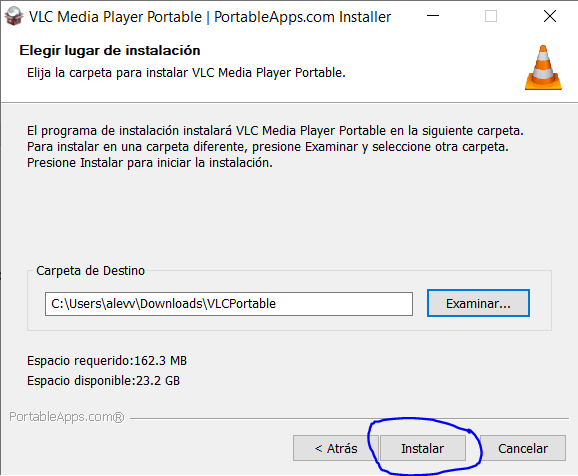 VLC Media Player Portable | PortableApps.com Installer
Elegir lugar de instalación
Elija la carpeta para instalar VLC Media Player Portable.
El programa de instalación instalará VLC Media Player Portable en la siguiente carpeta.
Para instalar en una carpeta diferente, presione Examinar y seleccione otra carpeta.
Presione Instalar para iniciar la instalación.
Carpeta de Destino
C:\Users\alevv\Downloads\VLCPortable
Examinar...
Espacio requerido:162.3 MB
Espacio disponible:23.2 GB
PortableApps.com®
< Atrás
Instalar
Cancelar